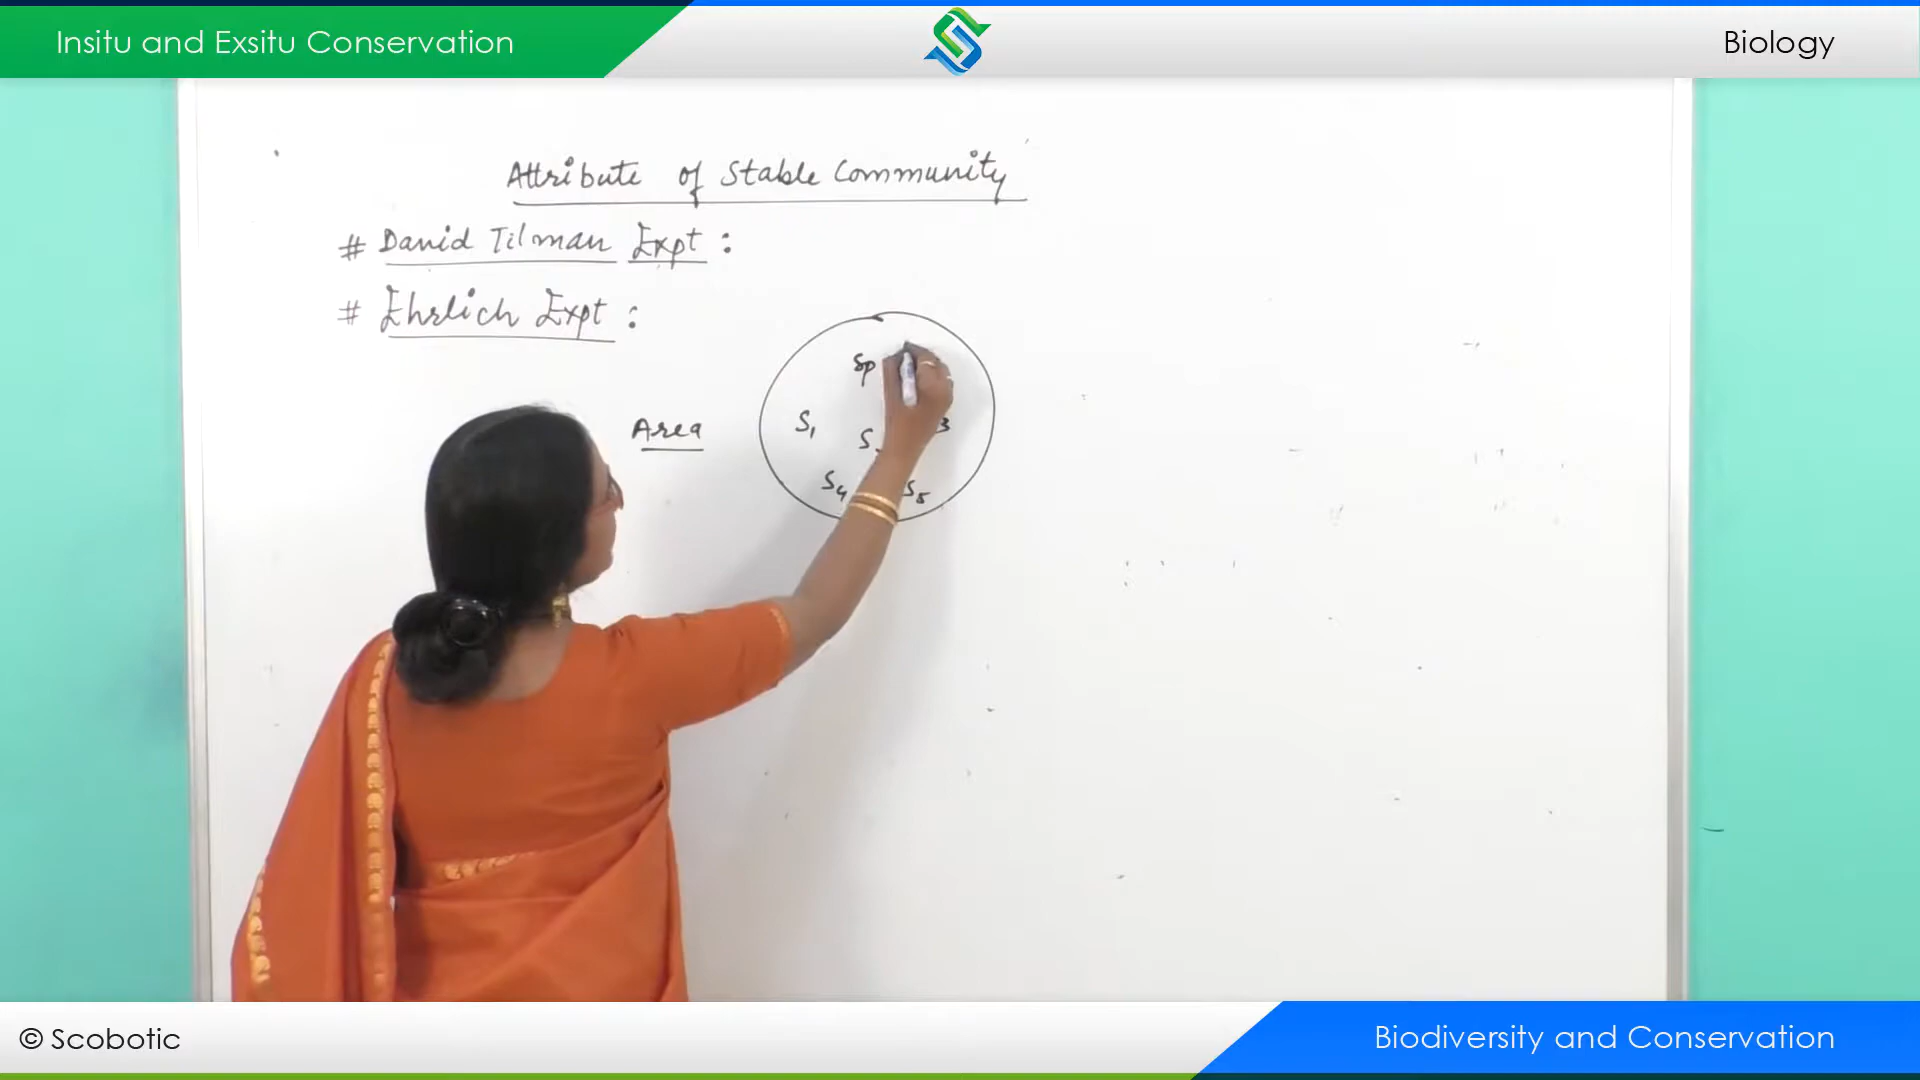 Insitu and Exsitu Conservation
Biology
Attribute of Stable Community
# David Tilman Expt :
# Ehrlich Expt :
Sp
Area
S1
3
S
S4
S5
© Scobotic
Biodiversity and Conservation